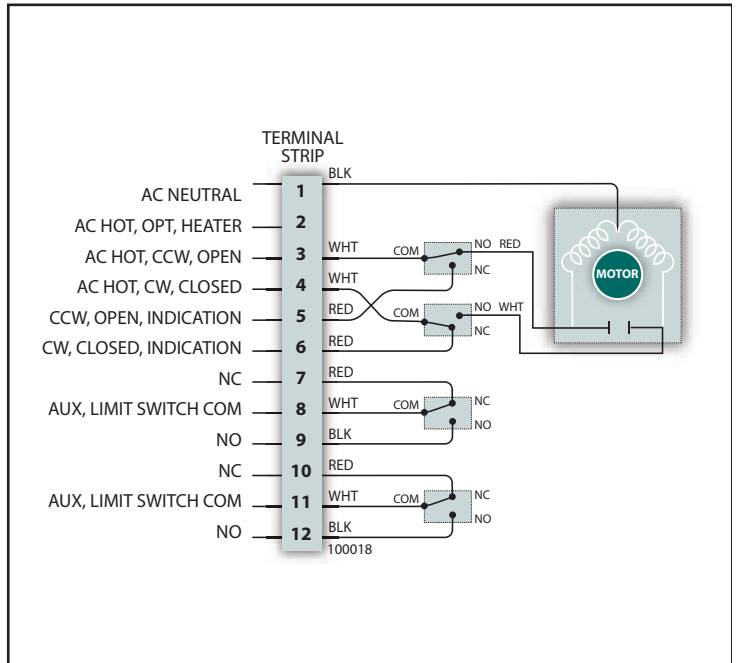 TERMINAL
STRIP
AC NEUTRAL 1 BLK
AC HOT, OPT, HEATER 2
AC HOT, CCW, OPEN 3 WHT COM NO RED
NC
AC HOT, CW, CLOSED 4 WHT
COM NO WHT
NC
CCW, OPEN, INDICATION 5 RED
CW, CLOSED, INDICATION 6 RED
MOTOR
NC 7 RED
AUX, LIMIT SWITCH COM 8 WHT COM NC
NO
NO 9 BLK
NC 10 RED
AUX, LIMIT SWITCH COM 11 WHT COM NC
NO
NO 12 BLK
100018